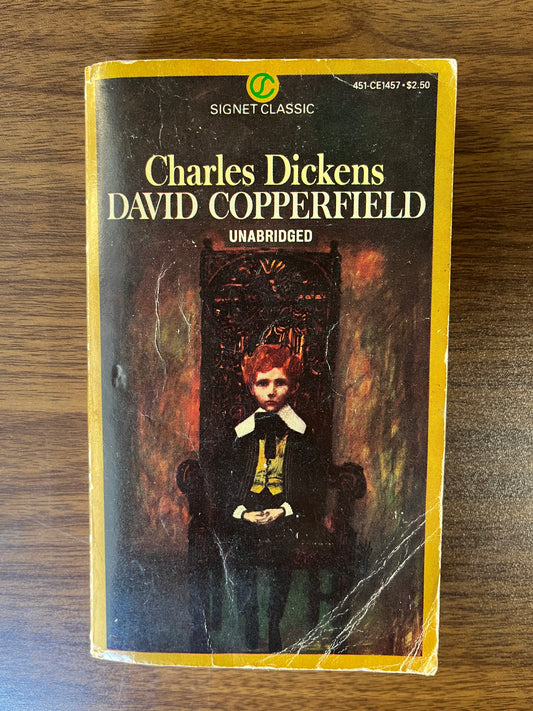 451-CE1457 • $2.50
SIGNET CLASSIC
Charles Dickens
DAVID COPPERFIELD
UNABRIDGED